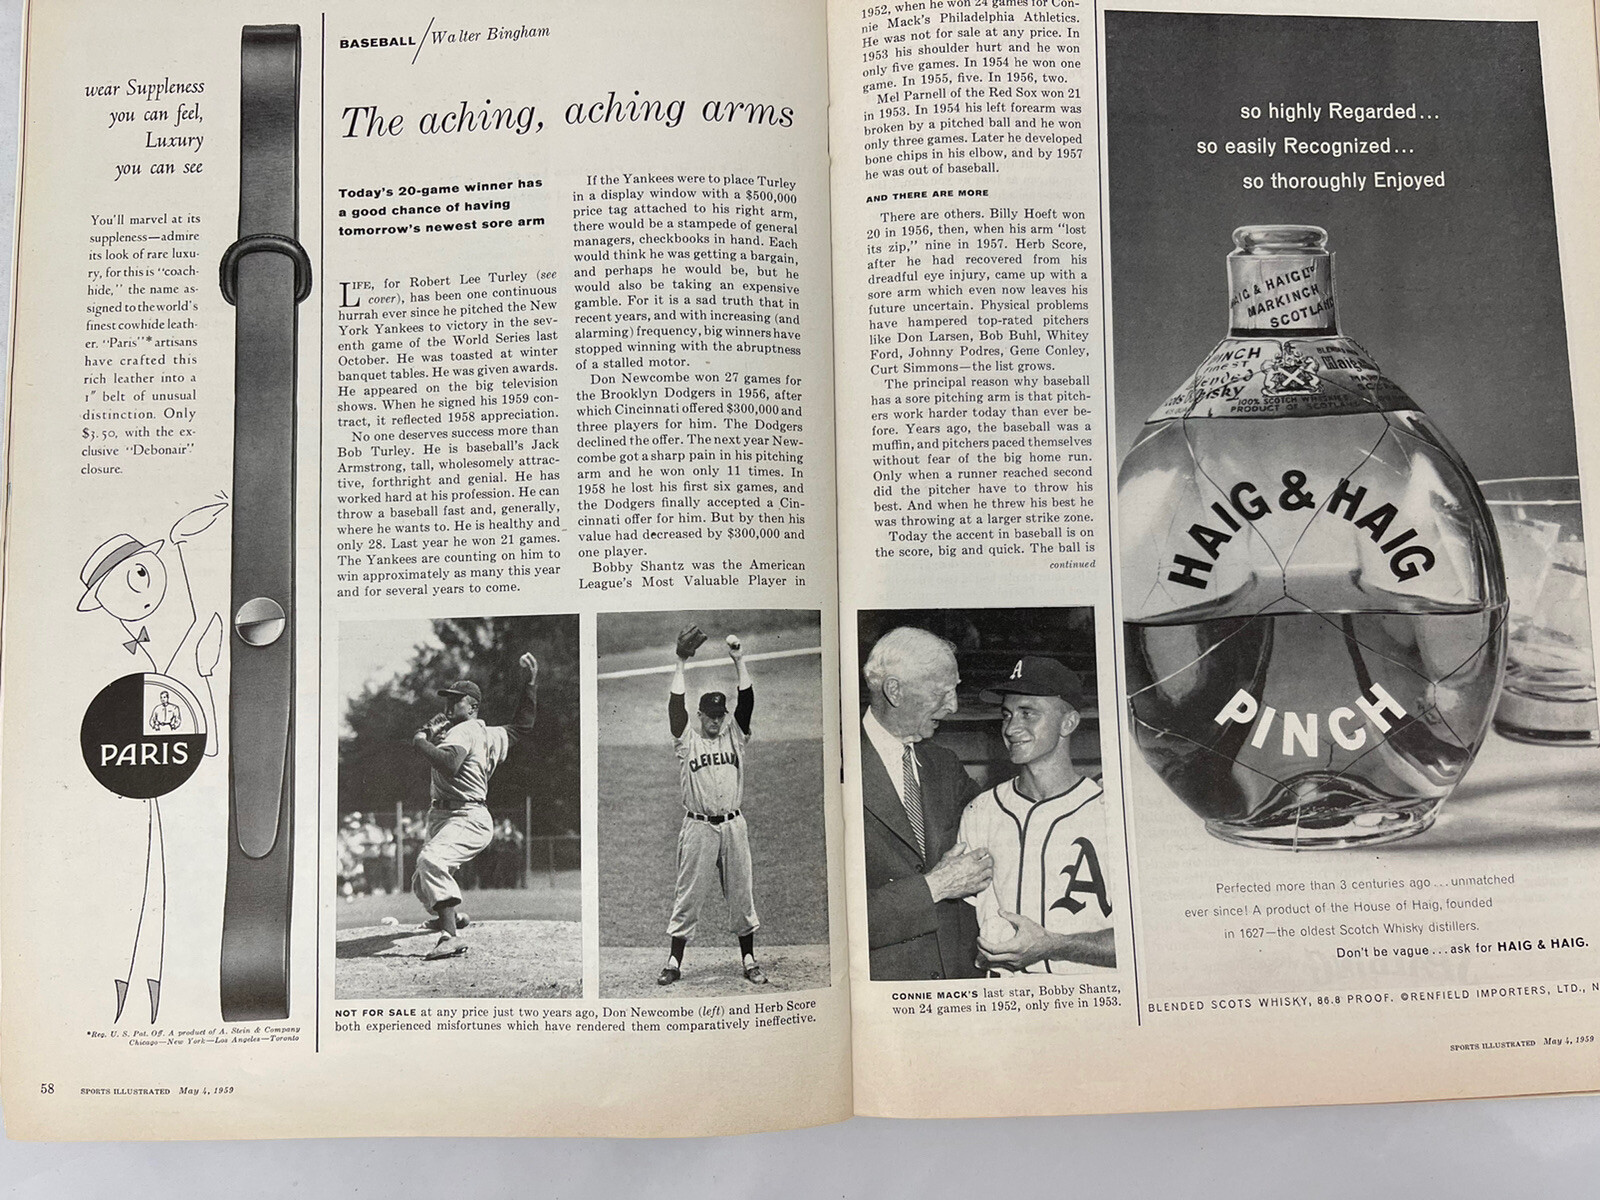 wear Suppleness
you can feel,
Luxury
you can see
You'll marvel at its
suppleness—admire
its look of rare luxu-
ry, for this is "coach-
hide," the name as-
signed to the world's
finest cowhide leath-
er. "Paris"* artisans
have crafted this
rich leather into a
1" belt of unusual
distinction. Only
$3.50, with the ex-
clusive "Debonair"
closure.
PARIS
*Reg. U. S. Pat. Off. A product of A. Stein & Company
Chicago—New York—Los Angeles—Toronto
58 SPORTS ILLUSTRATED May 4, 1959
BASEBALL / Walter Bingham
The aching, aching arms
Today's 20-game winner has
a good chance of having
tomorrow's newest sore arm
LIFE, for Robert Lee Turley (see
cover), has been one continuous
hurrah ever since he pitched the New
York Yankees to victory in the sev-
enth game of the World Series last
October. He was toasted at winter
banquet tables. He was given awards.
He appeared on the big television
shows. When he signed his 1959 con-
tract, it reflected 1958 appreciation.
No one deserves success more than
Bob Turley. He is baseball's Jack
Armstrong, tall, wholesomely attrac-
tive, forthright and genial. He has
worked hard at his profession. He can
throw a baseball fast and, generally,
where he wants to. He is healthy and
only 28. Last year he won 21 games.
The Yankees are counting on him to
win approximately as many this year
and for several years to come.
If the Yankees were to place Turley
in a display window with a $500,000
price tag attached to his right arm,
there would be a stampede of general
managers, checkbooks in hand. Each
would think he was getting a bargain,
and perhaps he would be, but he
would also be taking an expensive
gamble. For it is a sad truth that in
recent years, and with increasing (and
alarming) frequency, big winners have
stopped winning with the abruptness
of a stalled motor.
Don Newcombe won 27 games for
the Brooklyn Dodgers in 1956, after
which Cincinnati offered $300,000 and
three players for him. The Dodgers
declined the offer. The next year New-
combe got a sharp pain in his pitching
arm and he won only 11 times. In
1958 he lost his first six games, and
the Dodgers finally accepted a Cin-
cinnati offer for him. But by then his
value had decreased by $300,000 and
one player.
Bobby Shantz was the American
League's Most Valuable Player in
CLEVELAND
NOT FOR SALE at any price just two years ago, Don Newcombe (left) and Herb Score
both experienced misfortunes which have rendered them comparatively ineffective.
1952, when he won 24 games for Con-
nie Mack's Philadelphia Athletics.
He was not for sale at any price. In
1953 his shoulder hurt and he won
only five games. In 1954 he won one
game. In 1955, five. In 1956, two.
Mel Parnell of the Red Sox won 21
in 1953. In 1954 his left forearm was
broken by a pitched ball and he won
only three games. Later he developed
bone chips in his elbow, and by 1957
he was out of baseball.
AND THERE ARE MORE
There are others. Billy Hoeft won
20 in 1956, then, when his arm "lost
its zip," nine in 1957. Herb Score,
after he had recovered from his
dreadful eye injury, came up with a
sore arm which even now leaves his
future uncertain. Physical problems
have hampered top-rated pitchers
like Don Larsen, Bob Buhl, Whitey
Ford, Johnny Podres, Gene Conley,
Curt Simmons—the list grows.
The principal reason why baseball
has a sore pitching arm is that pitch-
ers work harder today than ever be-
fore. Years ago, the baseball was a
muffin, and pitchers paced themselves
without fear of the big home run.
Only when a runner reached second
did the pitcher have to throw his
best. And when he threw his best he
was throwing at a larger strike zone.
Today the accent in baseball is on
the score, big and quick. The ball is
continued
A
A
CONNIE MACK'S last star, Bobby Shantz,
won 24 games in 1952, only five in 1953.
so highly Regarded...
so easily Recognized...
so thoroughly Enjoyed
HAIG & HAIG LTD
MARKINCH
SCOTLAND
PINCH
Blended
Scots Whisky
100% SCOTCH WHISKIES
PRODUCT OF SCOTLAND
HAIG & HAIG
PINCH
Perfected more than 3 centuries ago...unmatched
ever since! A product of the House of Haig, founded
in 1627—the oldest Scotch Whisky distillers.
Don't be vague...ask for HAIG & HAIG.
BLENDED SCOTS WHISKY, 86.8 PROOF. ©RENFIELD IMPORTERS, LTD., N
SPORTS ILLUSTRATED May 4, 1959